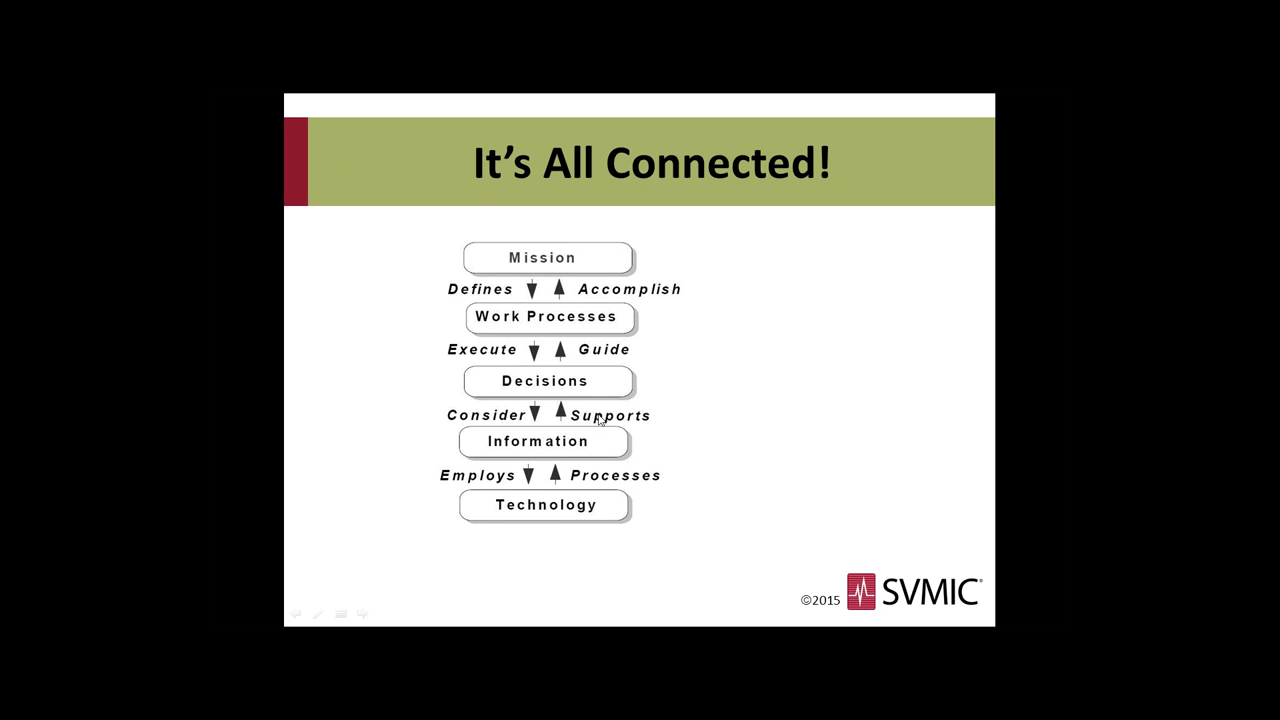 It's All Connected!
Mission
Defines Accomplish
Work Processes
Execute Guide
Decisions
Consider Supports
Information
Employs Processes
Technology
©2015 SVMIC®